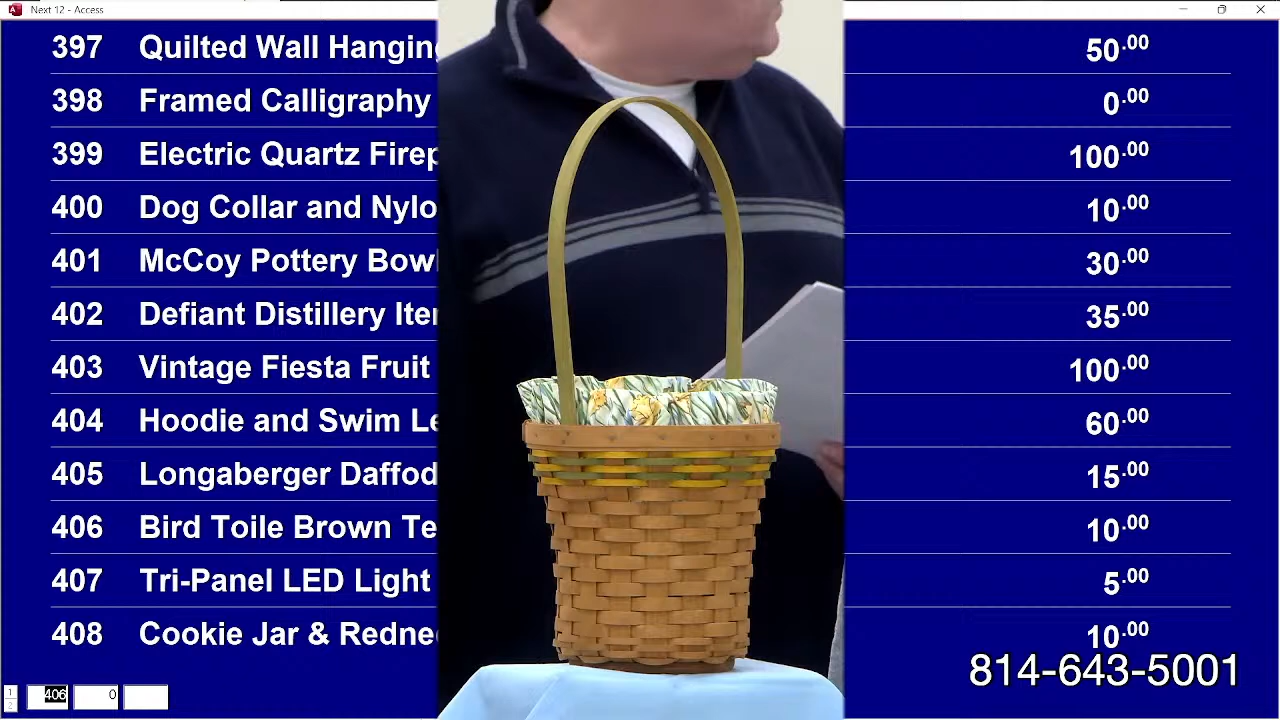 Next 12 - Access
397 Quilted Wall Hanging 50.00
398 Framed Calligraphy 0.00
399 Electric Quartz Firep 100.00
400 Dog Collar and Nylo 10.00
401 McCoy Pottery Bowl 30.00
402 Defiant Distillery Iter 35.00
403 Vintage Fiesta Fruit 100.00
404 Hoodie and Swim Le 60.00
405 Longaberger Daffod 15.00
406 Bird Toile Brown Te 10.00
407 Tri-Panel LED Light 5.00
408 Cookie Jar & Redne 10.00
814-643-5001
1 406 0
2